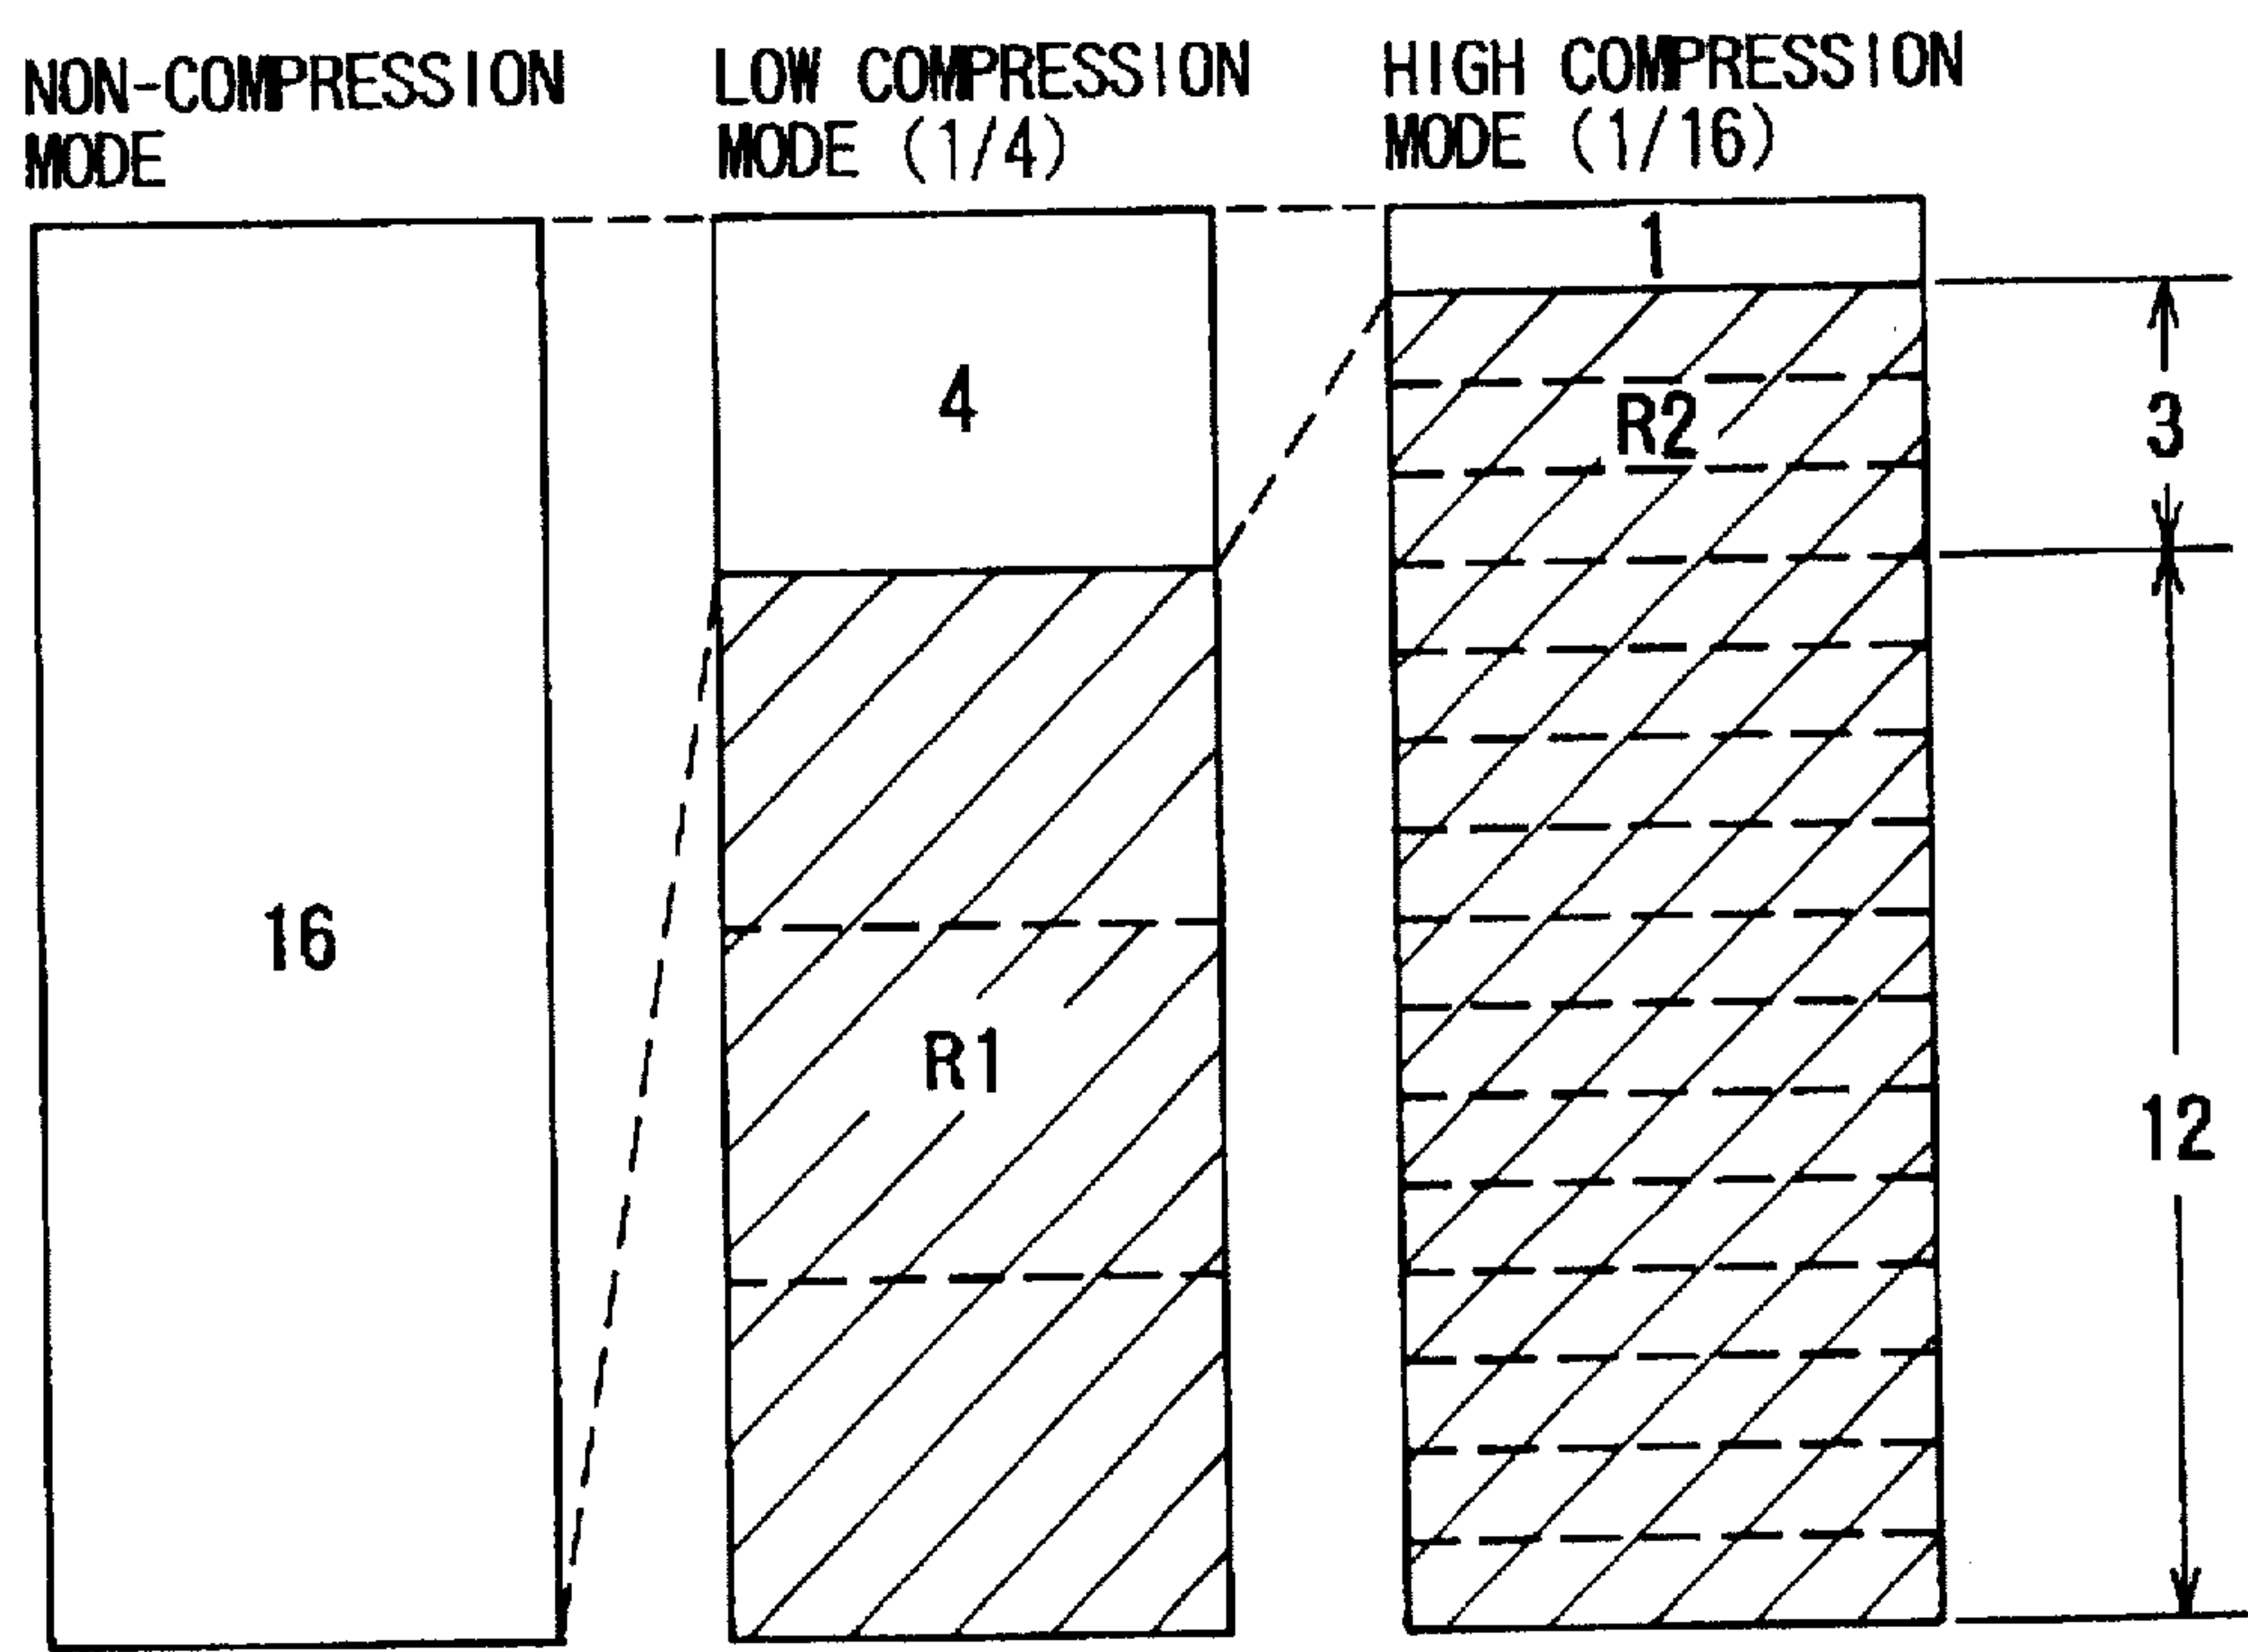 NON-COMPRESSION
MODE
LOW COMPRESSION
MODE (1/4)
HIGH COMPRESSION
MODE (1/16)
1
4
R2
3
16
R1
12